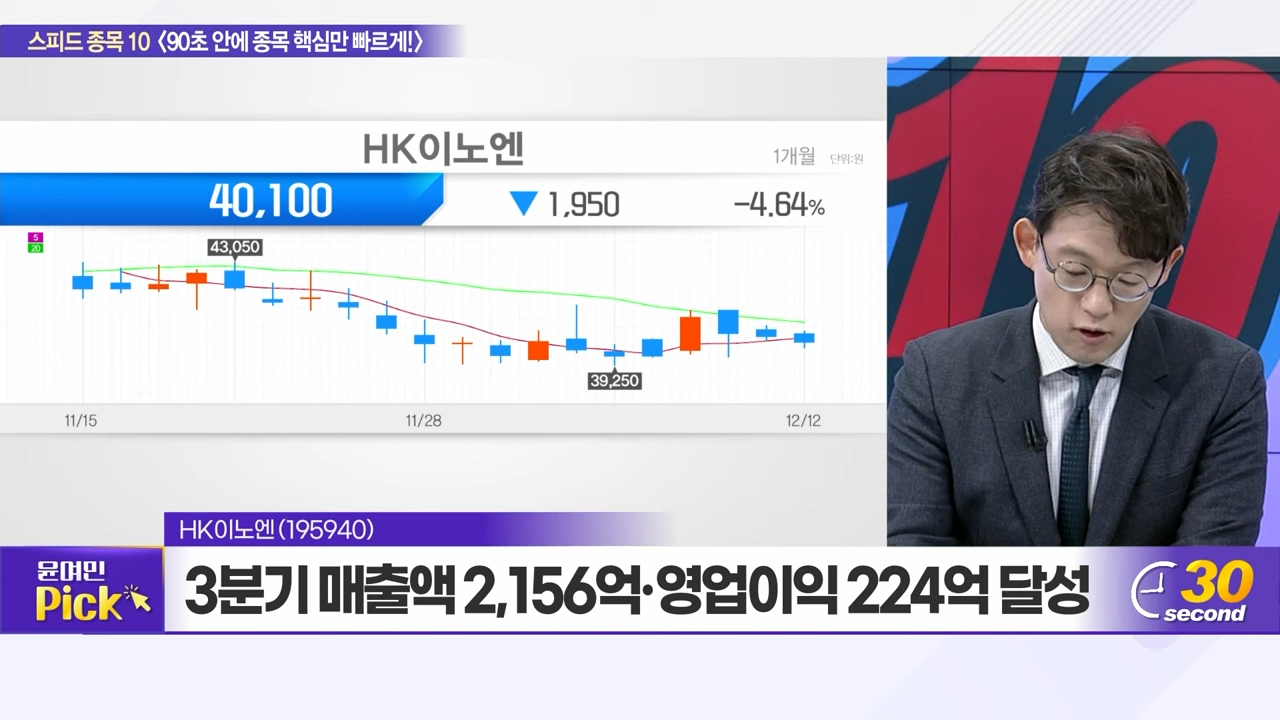 스피드 종목 10 〈90초 안에 종목 핵심만 빠르게!〉
HK이노엔
1개월 단위:원
40,100 ▼ 1,950 -4.64%
5
20
43,050
39,250
11/15 11/28 12/12
HK이노엔(195940)
윤여민
Pick
3분기 매출액 2,156억·영업이익 224억 달성
30
second
10